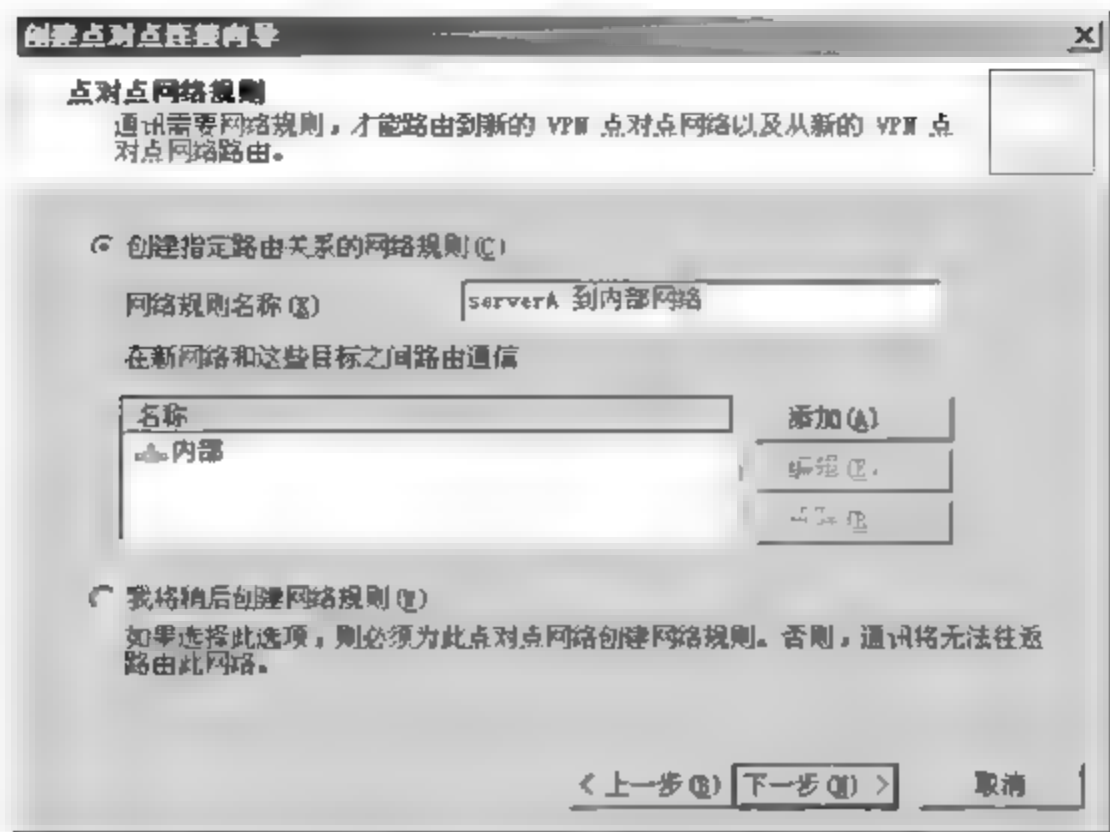 创建点对点连接向导
点对点网络规则
通讯需要网络规则，才能路由到新的 VPN 点对点网络以及从新的 VPN 点
对点网络路由。
创建指定路由关系的网络规则(C)
网络规则名称(K)
serverA 到内部网络
在新网络和这些目标之间路由通信
名称
添加(A)
内部
我将稍后创建网络规则(W)
如果选择此选项，则必须为此点对点网络创建网络规则。否则，通讯将无法往返
路由此网络。
< 上一步(B)
下一步(N) >
取消